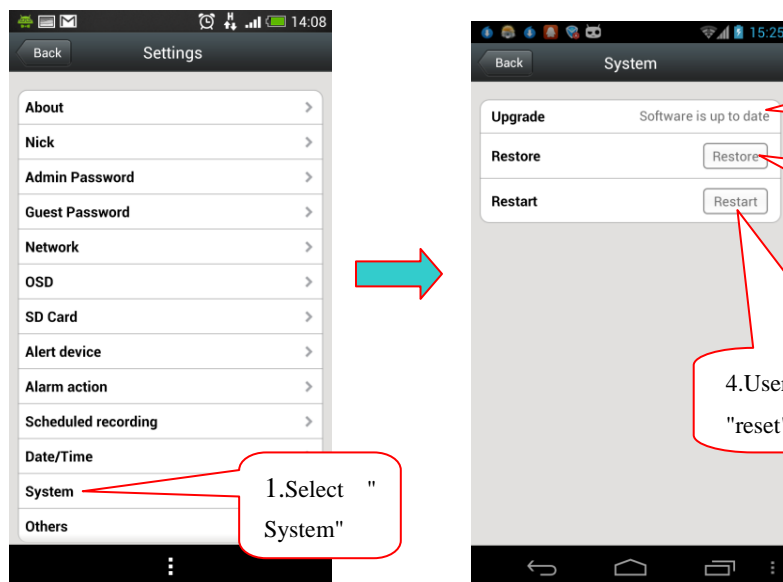 14:08
Back Settings
About
Nick
Admin Password
Guest Password
Network
OSD
SD Card
Alert device
Alarm action
Scheduled recording
Date/Time
System
Others
1.Select "
System"
15:25
Back System
Upgrade Software is up to date
Restore Restore
Restart Restart
4.User
"reset"